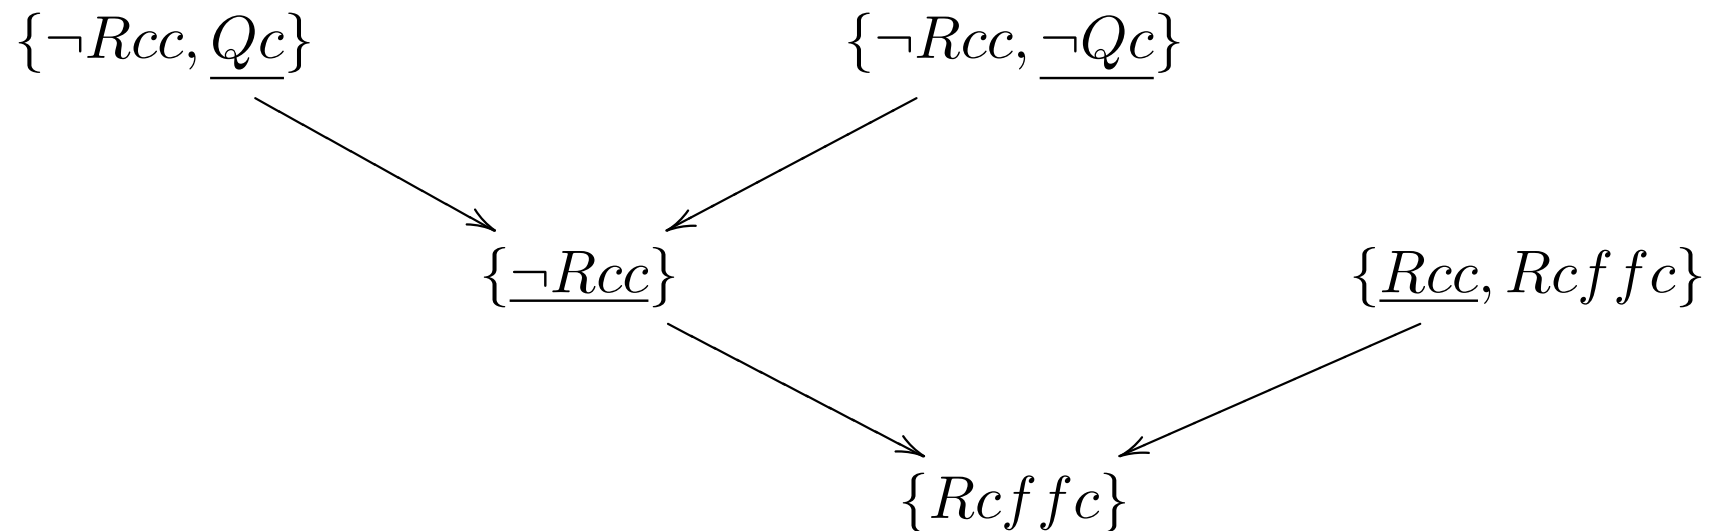 {¬Rcc, Qc} {¬Rcc, ¬Qc}
{¬Rcc} {Rcc, Rcffc}
{Rcffc}